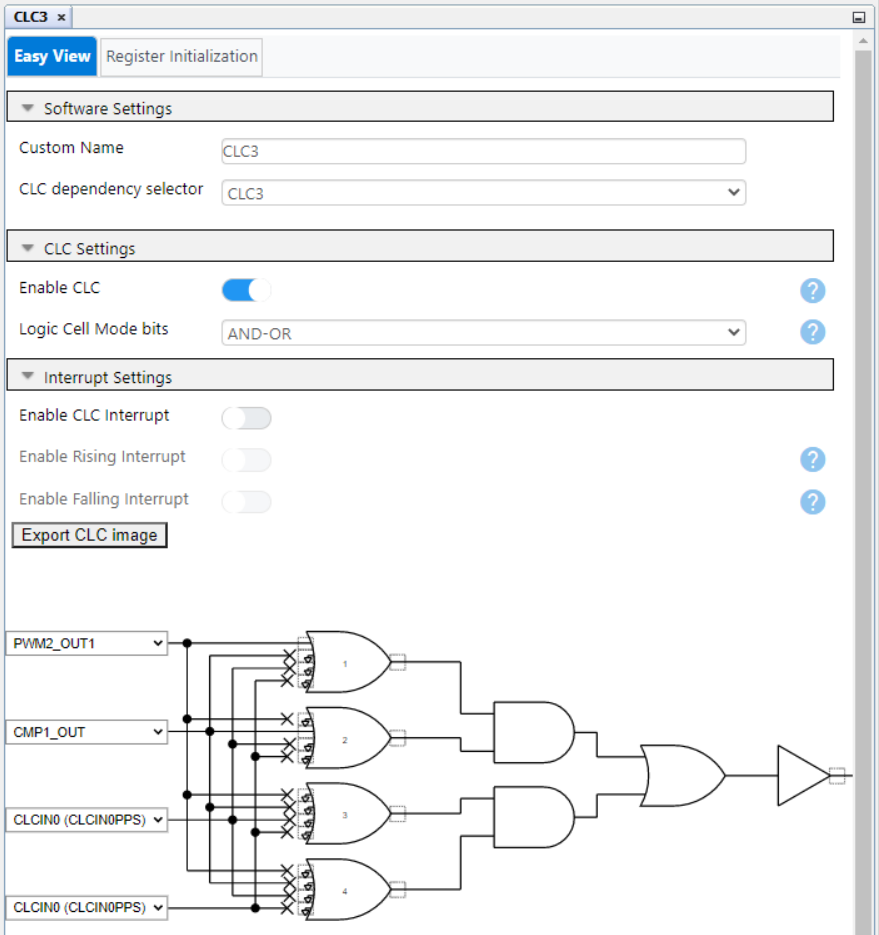 CLC3 ×
Easy View Register Initialization
Software Settings
Custom Name CLC3
CLC dependency selector CLC3
CLC Settings
Enable CLC ?
Logic Cell Mode bits AND-OR ?
Interrupt Settings
Enable CLC Interrupt
Enable Rising Interrupt ?
Enable Falling Interrupt ?
Export CLC image
PWM2_OUT1
1
CMP1_OUT
2
CLCIN0 (CLCIN0PPS)
3
4
CLCIN0 (CLCIN0PPS)